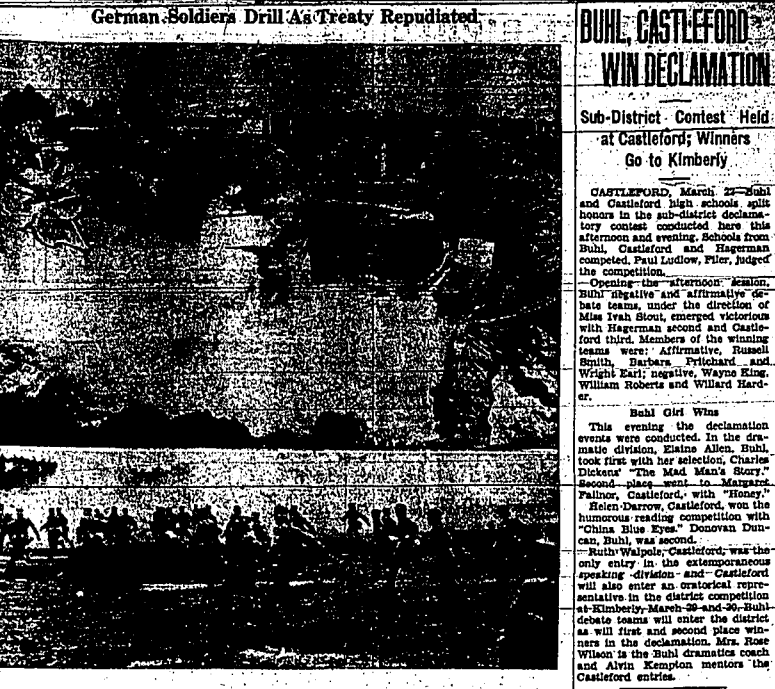 German Soldiers Drill As Treaty Repudiated
BUHL, CASTLEFORD
WIN DECLAMATION
Sub-District Contest Held
at Castleford; Winners
Go to Kimberly
CASTLEFORD, March 22—Buhl
and Castleford high schools split
honors in the sub-district declama-
tory contest conducted here this
afternoon and evening. Schools from
Buhl, Castleford and Hagerman
competed. Paul Ludlow, Filer, judged
the competition.
Opening the afternoon session,
Buhl negative and affirmative de-
bate teams, under the direction of
Miss Ivah Stout, emerged victorious
with Hagerman second and Castle-
ford third. Members of the winning
teams were: Affirmative, Russell
Smith, Barbara Pritchard and
Wright Earl; negative, Wayne King,
William Roberts and Willard Hard-
er.
Buhl Girl Wins
This evening the declamation
events were conducted. In the dra-
matic division, Elaine Allen, Buhl,
took first with her selection, Charles
Dickens' "The Mad Man's Story."
Second place went to Margaret
Fallnor, Castleford, with "Honey."
Helen Darrow, Castleford, won the
humorous reading competition with
"China Blue Eyes." Donovan Dun-
can, Buhl, was second.
Ruth Walpole, Castleford, was the
only entry in the extemporaneous
speaking division and Castleford
will also enter an oratorical repre-
sentative in the district competition
at Kimberly, March 29 and 30. Buhl
debate teams will enter the district
as will first and second place win-
ners in the declamation. Mrs. Rose
Wilson is the Buhl dramatics coach
and Alvin Kempton mentors the
Castleford entries.